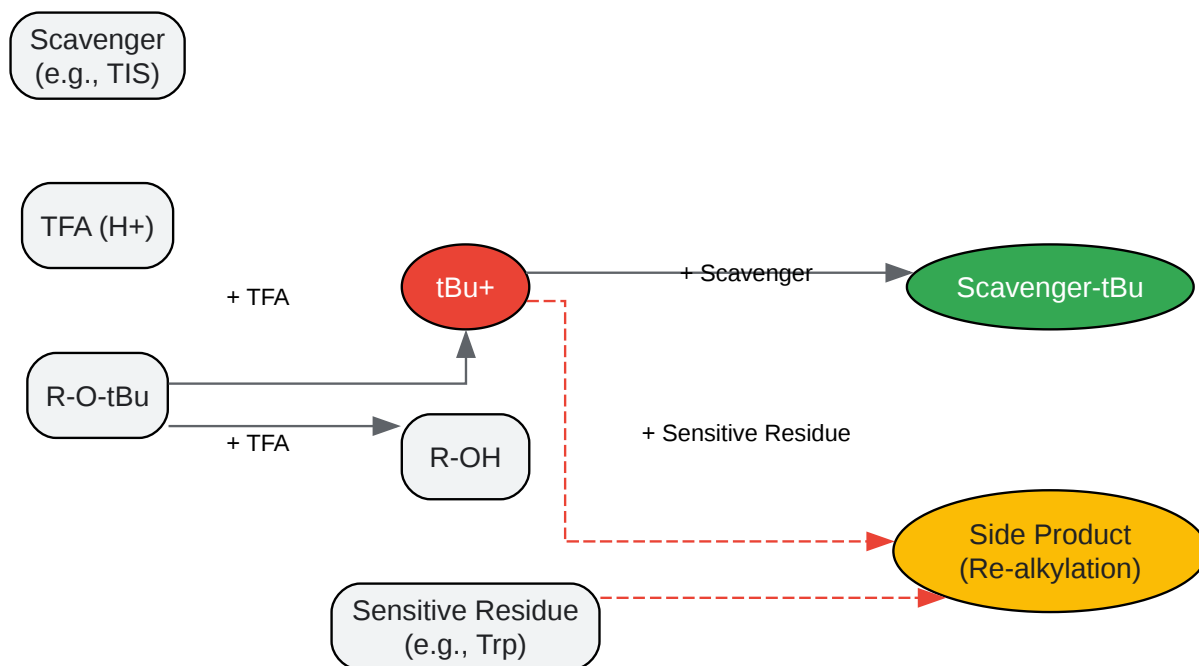 Scavenger
(e.g., TIS)
TFA (H+)
+ TFA
tBu+
+ Scavenger
Scavenger-tBu
R-O-tBu
+ TFA
R-OH
+ Sensitive Residue
Side Product
(Re-alkylation)
Sensitive Residue
(e.g., Trp)